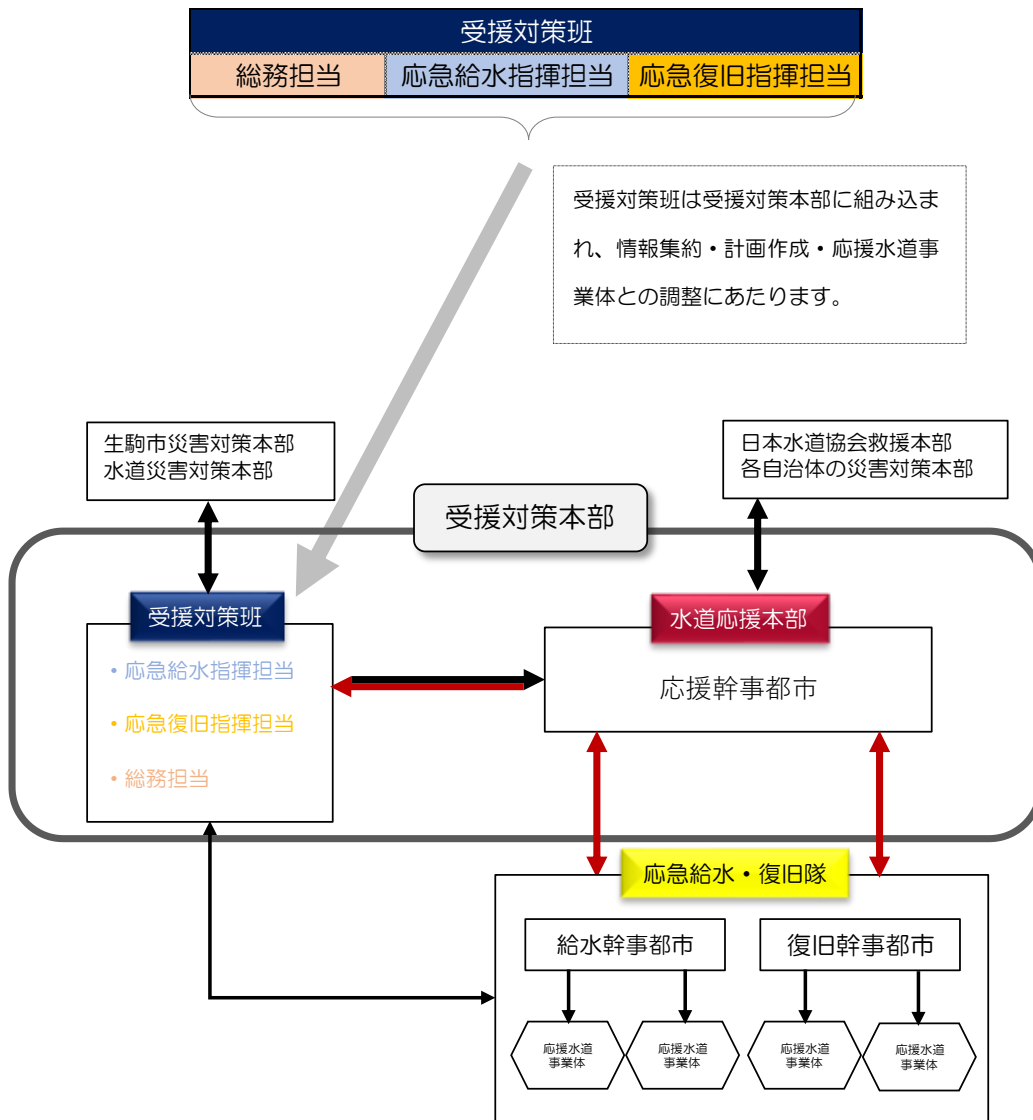 受援対策班
総務担当 応急給水指揮担当 応急復旧指揮担当
受援対策班は受援対策本部に組み込ま
れ、情報集約・計画作成・応援水道事
業体との調整にあたります。
生駒市災害対策本部
水道災害対策本部
日本水道協会救援本部
各自治体の災害対策本部
受援対策本部
受援対策班
・応急給水指揮担当
・応急復旧指揮担当
・総務担当
水道応援本部
応援幹事都市
応急給水・復旧隊
給水幹事都市
復旧幹事都市
応援水道
事業体
応援水道
事業体
応援水道
事業体
応援水道
事業体